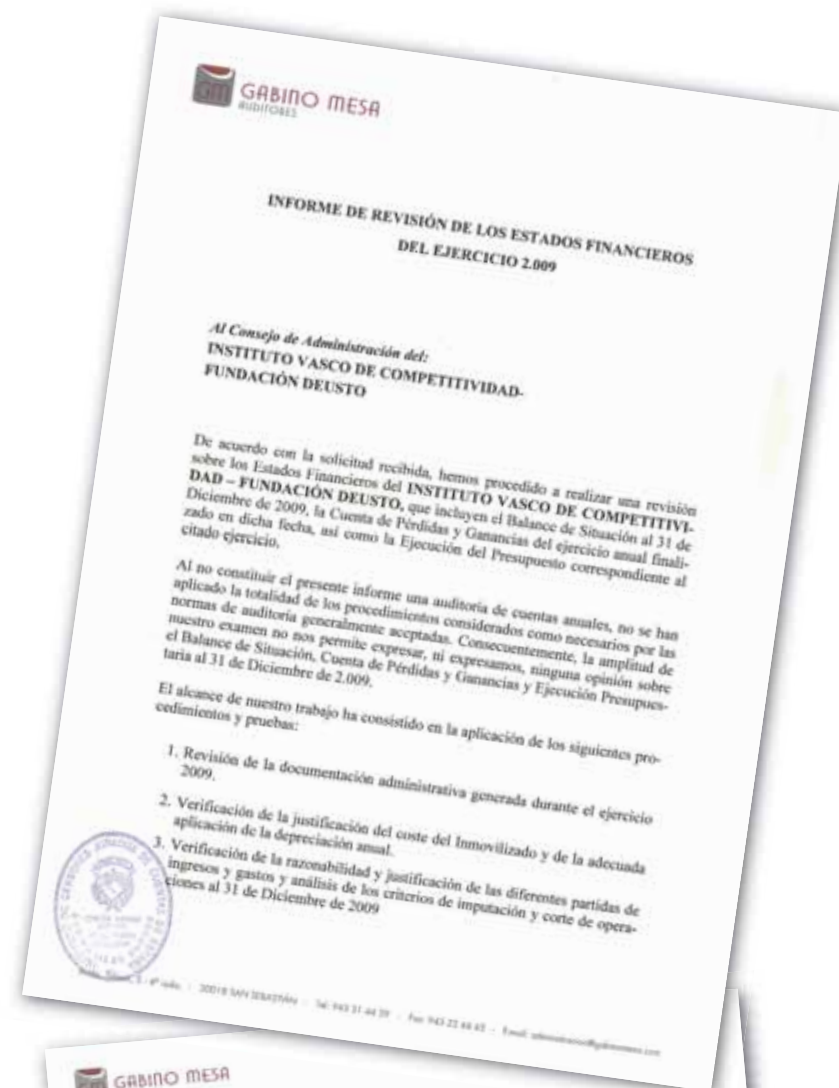 GM GABINO MESA
AUDITORES
INFORME DE REVISIÓN DE LOS ESTADOS FINANCIEROS
DEL EJERCICIO 2.009
Al Consejo de Administración del:
INSTITUTO VASCO DE COMPETITIVIDAD-
FUNDACIÓN DEUSTO
De acuerdo con la solicitud recibida, hemos procedido a realizar una revisión
sobre los Estados Financieros del INSTITUTO VASCO DE COMPETITIVI-
DAD – FUNDACIÓN DEUSTO, que incluyen el Balance de Situación al 31 de
Diciembre de 2009, la Cuenta de Pérdidas y Ganancias del ejercicio anual finali-
zado en dicha fecha, así como la Ejecución del Presupuesto correspondiente al
citado ejercicio.
Al no constituir el presente informe una auditoría de cuentas anuales, no se han
aplicado la totalidad de los procedimientos considerados como necesarios por las
normas de auditoría generalmente aceptadas. Consecuentemente, la amplitud de
nuestro examen no nos permite expresar, ni expresamos, ninguna opinión sobre
el Balance de Situación, Cuenta de Pérdidas y Ganancias y Ejecución Presupues-
taria al 31 de Diciembre de 2.009.
El alcance de nuestro trabajo ha consistido en la aplicación de los siguientes pro-
cedimientos y pruebas:
1. Revisión de la documentación administrativa generada durante el ejercicio
2009.
2. Verificación de la justificación del coste del Inmovilizado y de la adecuada
aplicación de la depreciación anual.
3. Verificación de la razonabilidad y justificación de las diferentes partidas de
ingresos y gastos y análisis de los criterios de imputación y corte de opera-
ciones al 31 de Diciembre de 2009
20018 SAN SEBASTIÁN
GABINO MESA